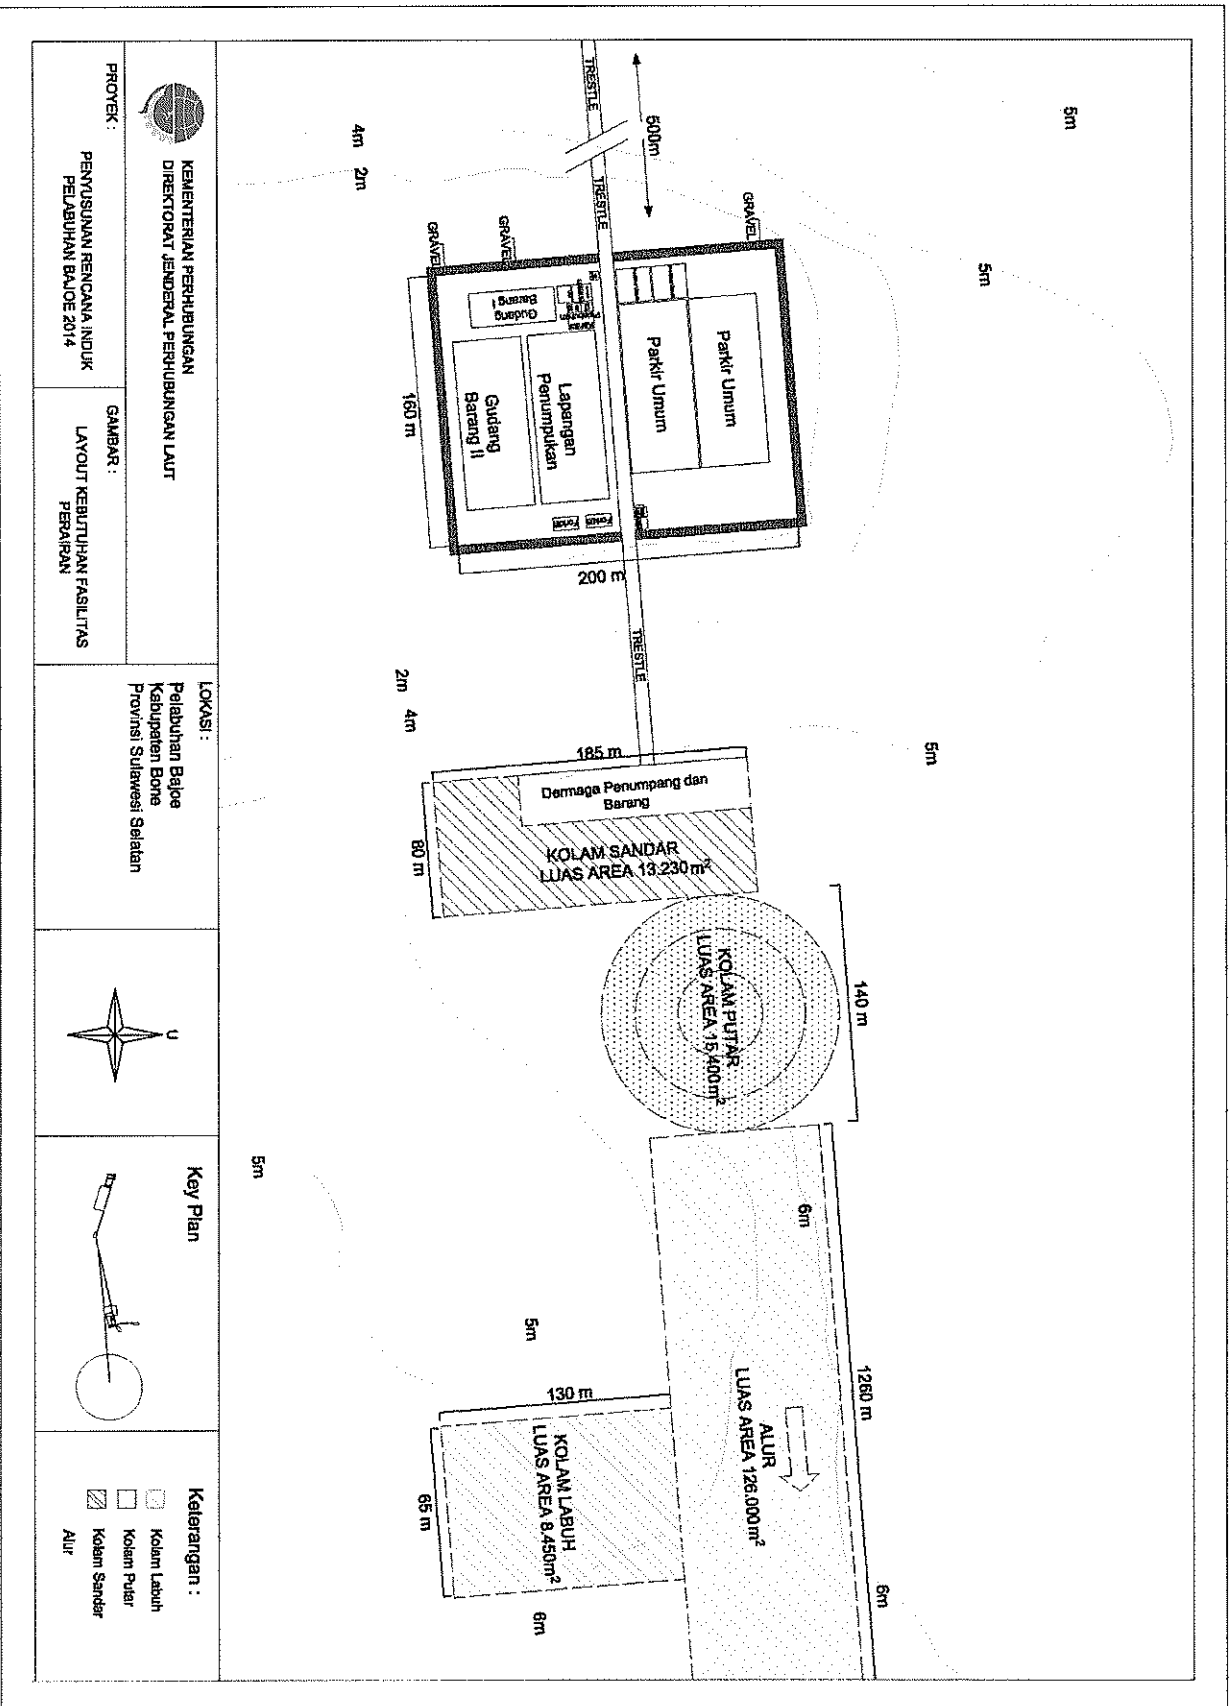 5m
5m
5m
6m
500m
TRESTLE
TRESTLE
TRESTLE
GRAVEL
GRAVEL
GRAVEL
4m
2m
Parkir Umum
Parkir Umum
Lapangan
Penumpukan
Gudang
Barang I
Gudang
Barang II
160 m
200 m
2m
4m
185 m
80 m
Dermaga Penumpang dan
Barang
KOLAM SANDAR
LUAS AREA 13.230m²
140 m
KOLAM PUTAR
LUAS AREA 15.400m²
1260 m
6m
ALUR
LUAS AREA 126.000m²
5m
5m
130 m
65 m
KOLAM LABUH
LUAS AREA 8.450m²
6m
KEMENTERIAN PERHUBUNGAN
DIREKTORAT JENDERAL PERHUBUNGAN LAUT
PROYEK :
PENYUSUNAN RENCANA INDUK
PELABUHAN BAJOE 2014
GAMBAR :
LAYOUT KEBUTUHAN FASILITAS
PERAIRAN
LOKASI :
Pelabuhan Bajoe
Kabupaten Bone
Provinsi Sulawesi Selatan
U
Key Plan
Keterangan :
Kolam Labuh
Kolam Putar
Kolam Sandar
Alur